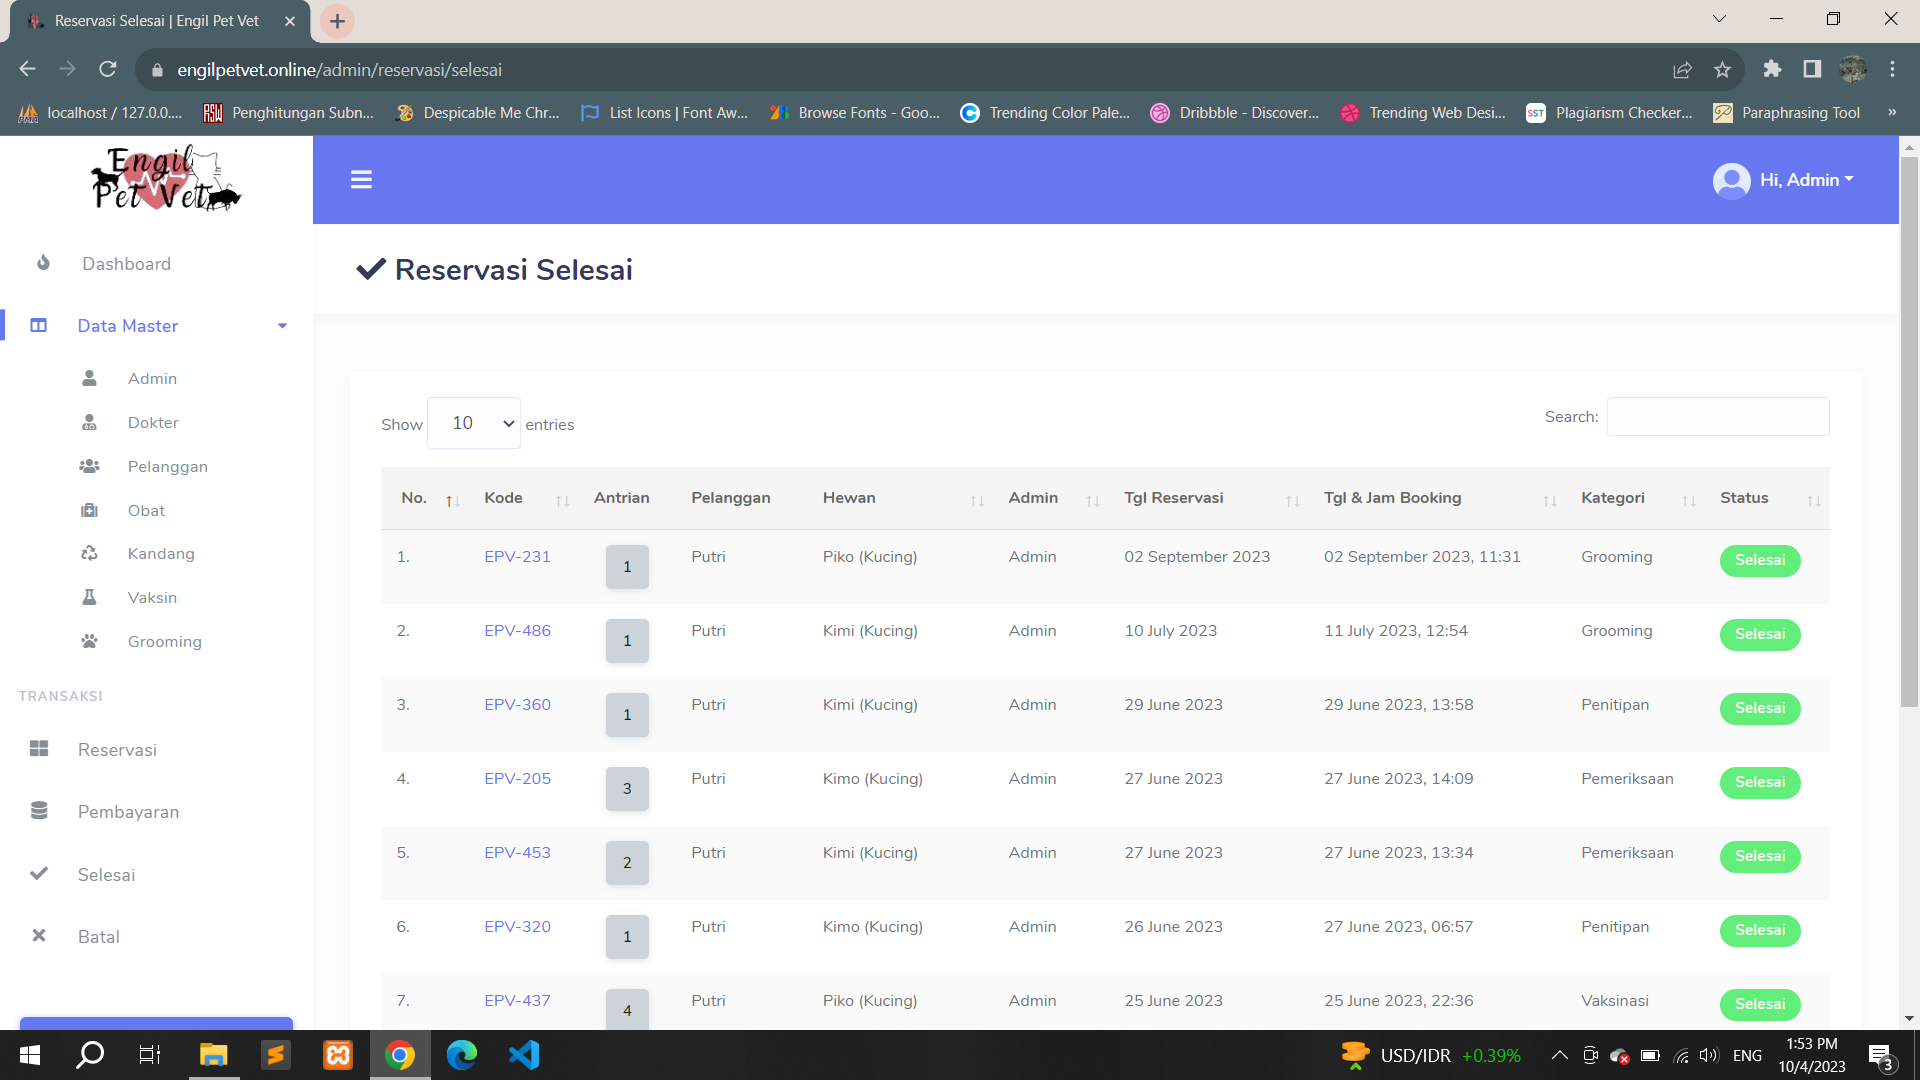 Reservasi Selesai | Engil Pet Vet
engilpetvet.online/admin/reservasi/selesai
localhost / 127.0.0.... Penghitungan Subn... Despicable Me Chr... List Icons | Font Aw... Browse Fonts - Goo... Trending Color Pale... Dribbble - Discover... Trending Web Desi... SST Plagiarism Checker... Paraphrasing Tool »
Engil
Pet Vet
Hi, Admin
Reservasi Selesai
Dashboard
Data Master
Admin
Dokter
Pelanggan
Obat
Kandang
Vaksin
Grooming
TRANSAKSI
Reservasi
Pembayaran
Selesai
Batal
Show 10 entries
Search:
No. Kode Antrian Pelanggan Hewan Admin Tgl Reservasi Tgl & Jam Booking Kategori Status
1. EPV-231 1 Putri Piko (Kucing) Admin 02 September 2023 02 September 2023, 11:31 Grooming Selesai
2. EPV-486 1 Putri Kimi (Kucing) Admin 10 July 2023 11 July 2023, 12:54 Grooming Selesai
3. EPV-360 1 Putri Kimi (Kucing) Admin 29 June 2023 29 June 2023, 13:58 Penitipan Selesai
4. EPV-205 3 Putri Kimo (Kucing) Admin 27 June 2023 27 June 2023, 14:09 Pemeriksaan Selesai
5. EPV-453 2 Putri Kimi (Kucing) Admin 27 June 2023 27 June 2023, 13:34 Pemeriksaan Selesai
6. EPV-320 1 Putri Kimo (Kucing) Admin 26 June 2023 27 June 2023, 06:57 Penitipan Selesai
7. EPV-437 4 Putri Piko (Kucing) Admin 25 June 2023 25 June 2023, 22:36 Vaksinasi Selesai
USD/IDR +0.39% ENG 1:53 PM
10/4/2023 3